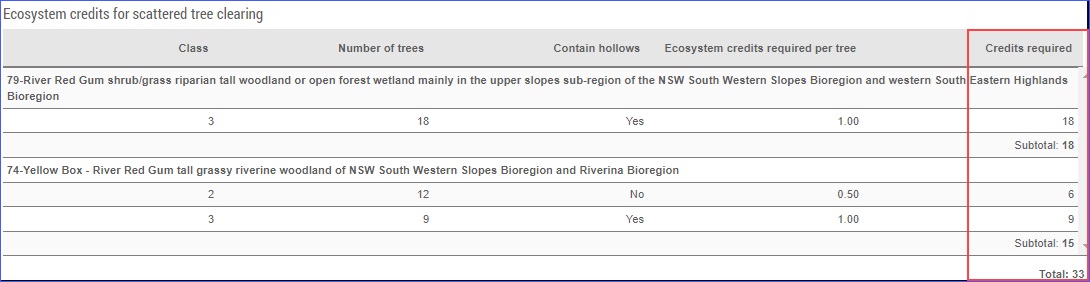 Ecosystem credits for scattered tree clearing
Class Number of trees Contain hollows Ecosystem credits required per tree Credits required
79-River Red Gum shrub/grass riparian tall woodland or open forest wetland mainly in the upper slopes sub-region of the NSW South Western Slopes Bioregion and western South Eastern Highlands
Bioregion
3 18 Yes 1.00 18
Subtotal: 18
74-Yellow Box - River Red Gum tall grassy riverine woodland of NSW South Western Slopes Bioregion and Riverina Bioregion
2 12 No 0.50 6
3 9 Yes 1.00 9
Subtotal: 15
Total: 33